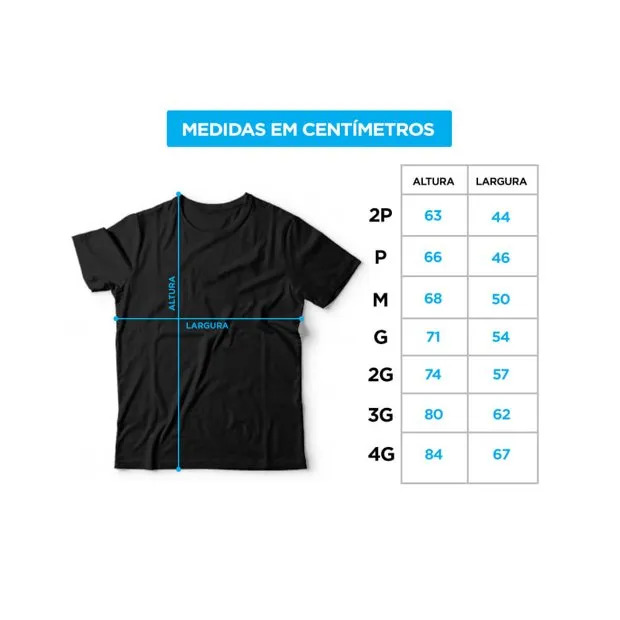 MEDIDAS EM CENTÍMETROS
ALTURA LARGURA
2P 63 44
P 66 46
M 68 50
G 71 54
2G 74 57
3G 80 62
4G 84 67
ALTURA
LARGURA